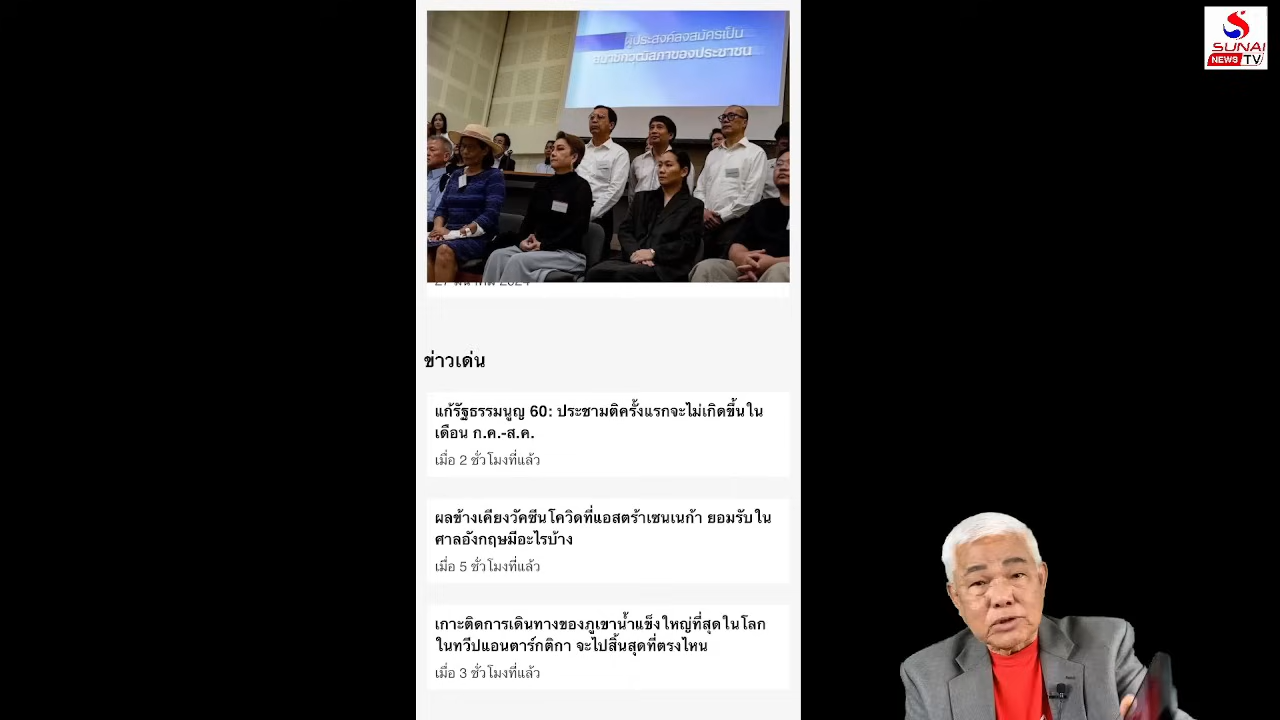 SUNAI
NEWS TV
ผู้ประสงค์ลงสมัครเป็น
สมาชิกวุฒิสภาของประชาชน
27 มีนาคม 2024
ข่าวเด่น
แก้รัฐธรรมนูญ 60: ประชามติครั้งแรกจะไม่เกิดขึ้นใน
เดือน ก.ค.-ส.ค.
เมื่อ 2 ชั่วโมงที่แล้ว
ผลข้างเคียงวัคซีนโควิดที่แอสตร้าเซนเนก้า ยอมรับใน
ศาลอังกฤษมีอะไรบ้าง
เมื่อ 5 ชั่วโมงที่แล้ว
เกาะติดการเดินทางของภูเขาน้ำแข็งใหญ่ที่สุดในโลก
ในทวีปแอนตาร์กติกา จะไปสิ้นสุดที่ตรงไหน
เมื่อ 3 ชั่วโมงที่แล้ว